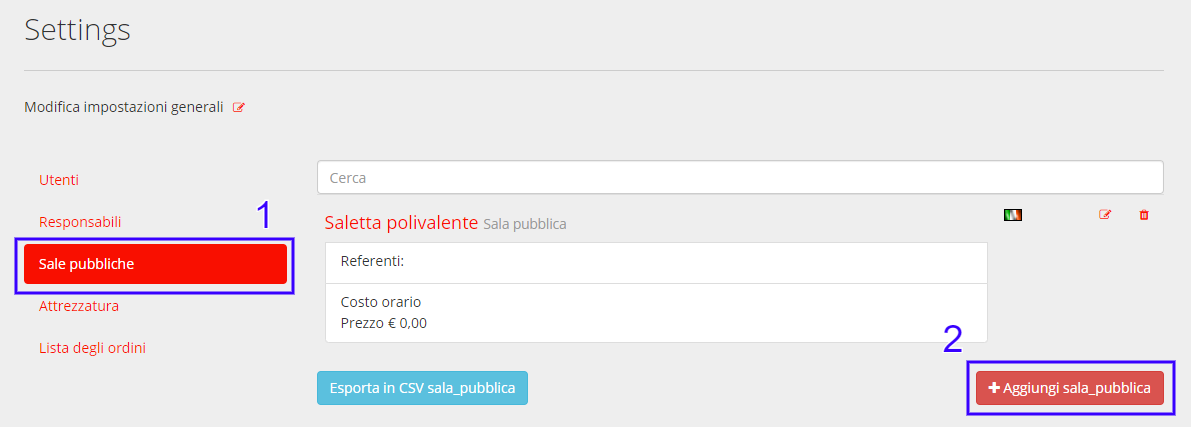 Settings
Modifica impostazioni generali
Utenti
Responsabili
1
Sale pubbliche
Attrezzatura
Lista degli ordini
Cerca
Saletta polivalente Sala pubblica
Referenti:
Costo orario
Prezzo € 0,00
2
Esporta in CSV sala_pubblica
Aggiungi sala_pubblica